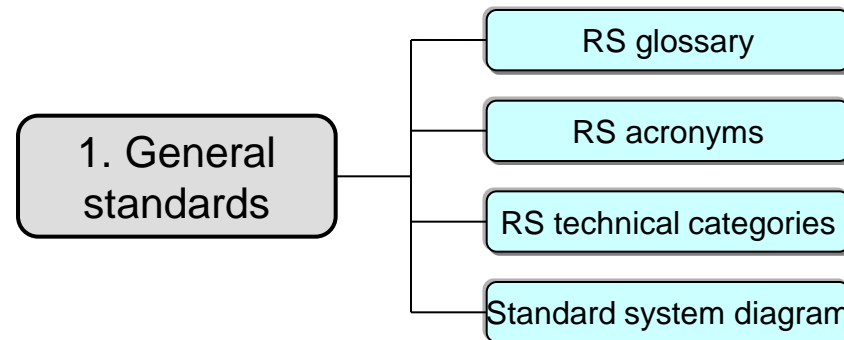 1. General
standards
RS glossary
RS acronyms
RS technical categories
Standard system diagram